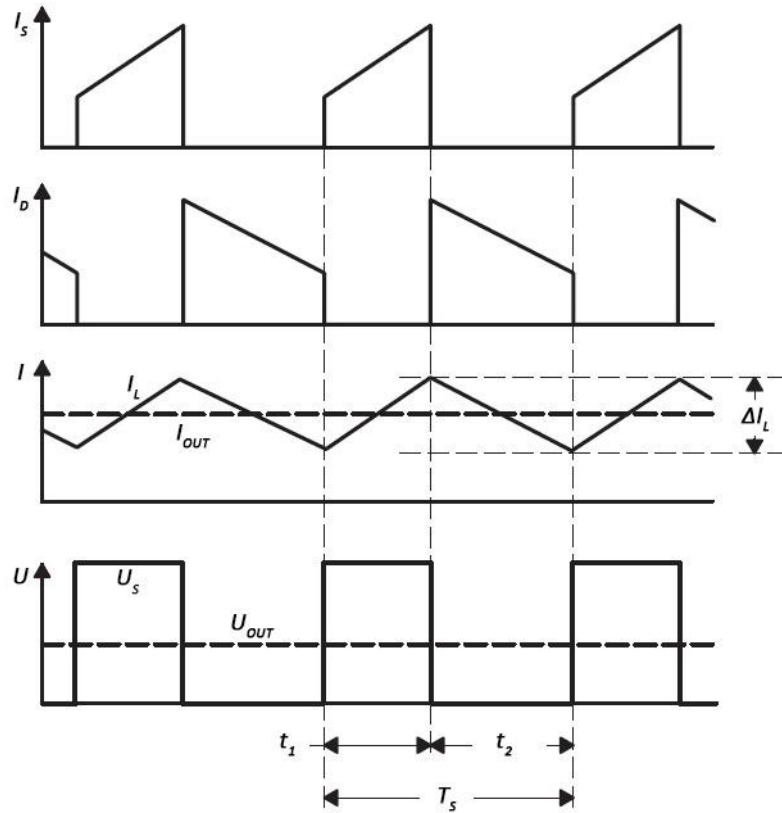 I_S
I_D
I
I_L
I_OUT
ΔI_L
U
U_S
U_OUT
t_1
t_2
T_S